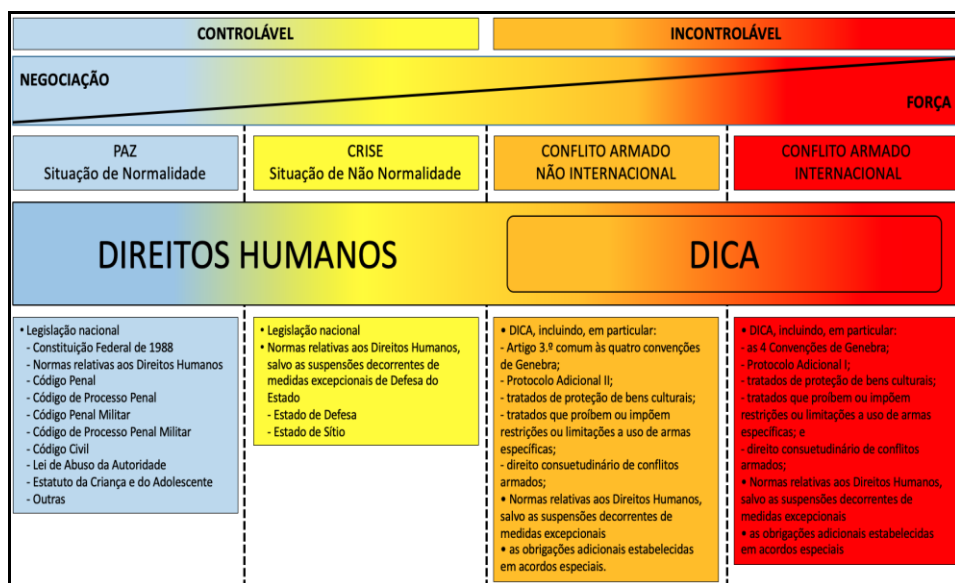 CONTROLÁVEL
INCONTROLÁVEL
NEGOCIAÇÃO
FORÇA
PAZ
Situação de Normalidade
CRISE
Situação de Não Normalidade
CONFLITO ARMADO
NÃO INTERNACIONAL
CONFLITO ARMADO
INTERNACIONAL
DIREITOS HUMANOS
DICA
• Legislação nacional
- Constituição Federal de 1988
- Normas relativas aos Direitos Humanos
- Código Penal
- Código de Processo Penal
- Código Penal Militar
- Código de Processo Penal Militar
- Código Civil
- Lei de Abuso da Autoridade
- Estatuto da Criança e do Adolescente
- Outras
• Legislação nacional
• Normas relativas aos Direitos Humanos,
salvo as suspensões decorrentes de
medidas excepcionais de Defesa do
Estado
- Estado de Defesa
- Estado de Sítio
• DICA, incluindo, em particular:
- Artigo 3.º comum às quatro convenções
de Genebra;
- Protocolo Adicional II;
- tratados de proteção de bens culturais;
- tratados que proíbem ou impõem
restrições ou limitações a uso de armas
específicas;
- direito consuetudinário de conflitos
armados;
• Normas relativas aos Direitos Humanos,
salvo as suspensões decorrentes de
medidas excepcionais
• as obrigações adicionais estabelecidas
em acordos especiais.
• DICA, incluindo, em particular:
- as 4 Convenções de Genebra;
- Protocolo Adicional I;
- tratados de proteção de bens culturais;
- tratados que proíbem ou impõem
restrições ou limitações a uso de armas
específicas; e
- direito consuetudinário de conflitos
armados;
• Normas relativas aos Direitos Humanos,
salvo as suspensões decorrentes de
medidas excepcionais
• as obrigações adicionais estabelecidas
em acordos especiais